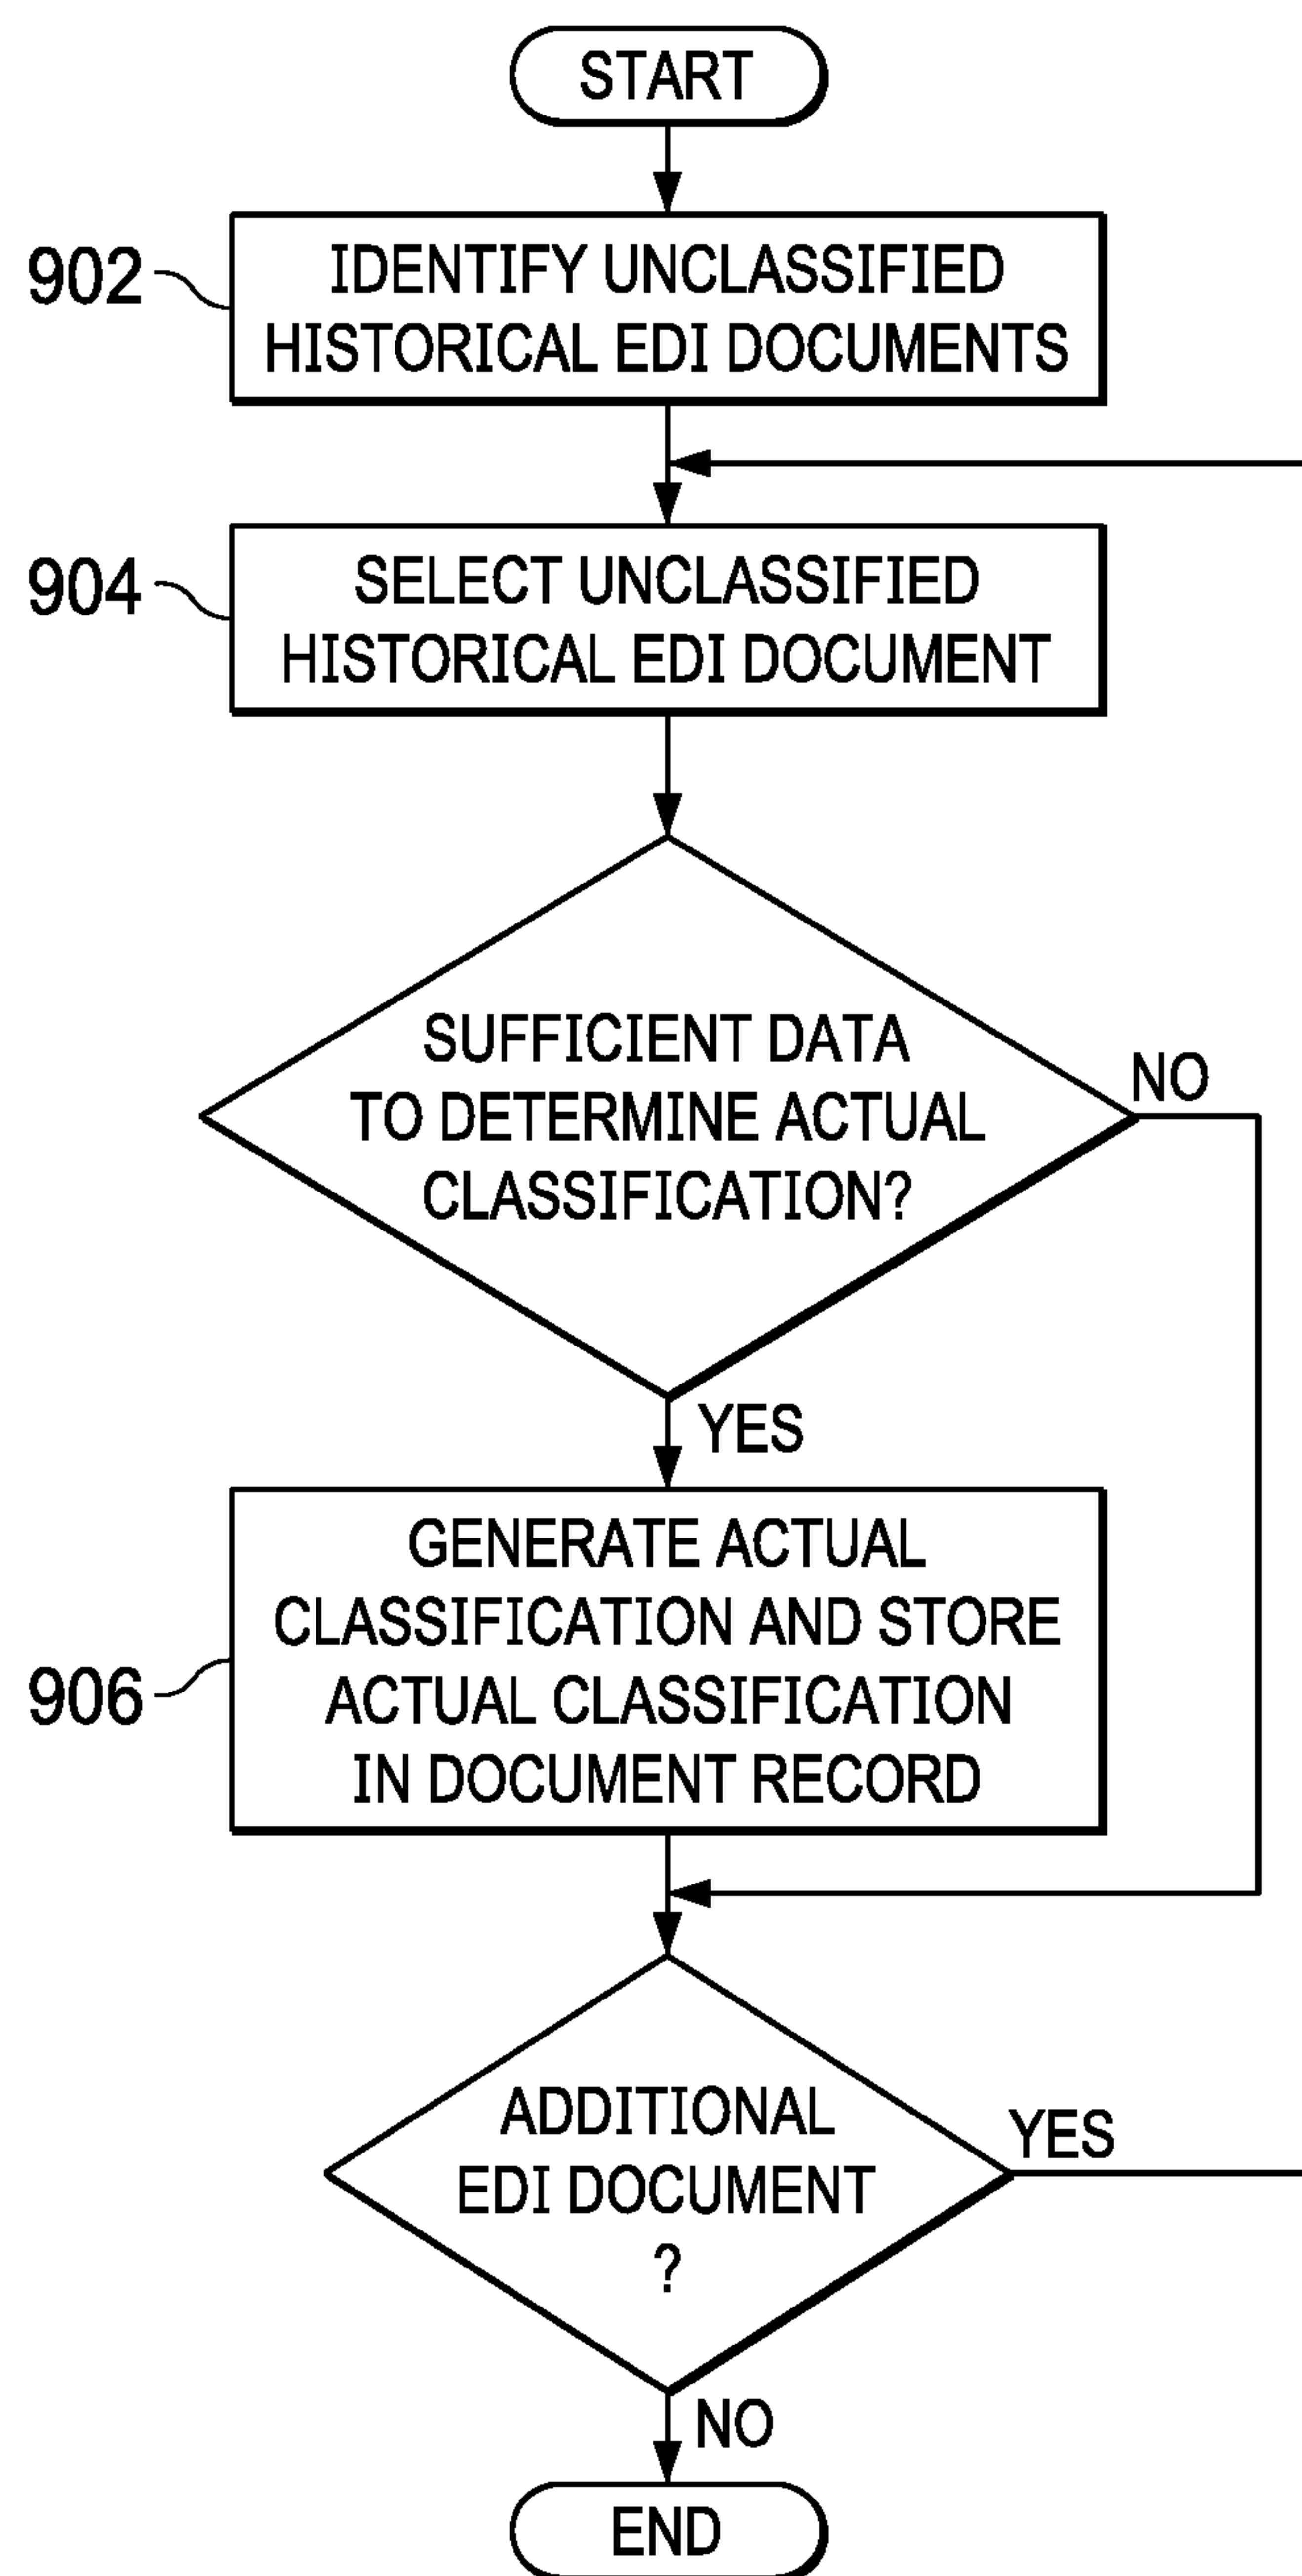 START
902
IDENTIFY UNCLASSIFIED
HISTORICAL EDI DOCUMENTS
904
SELECT UNCLASSIFIED
HISTORICAL EDI DOCUMENT
SUFFICIENT DATA
TO DETERMINE ACTUAL
CLASSIFICATION?
NO
YES
906
GENERATE ACTUAL
CLASSIFICATION AND STORE
ACTUAL CLASSIFICATION
IN DOCUMENT RECORD
ADDITIONAL
EDI DOCUMENT
?
YES
NO
END